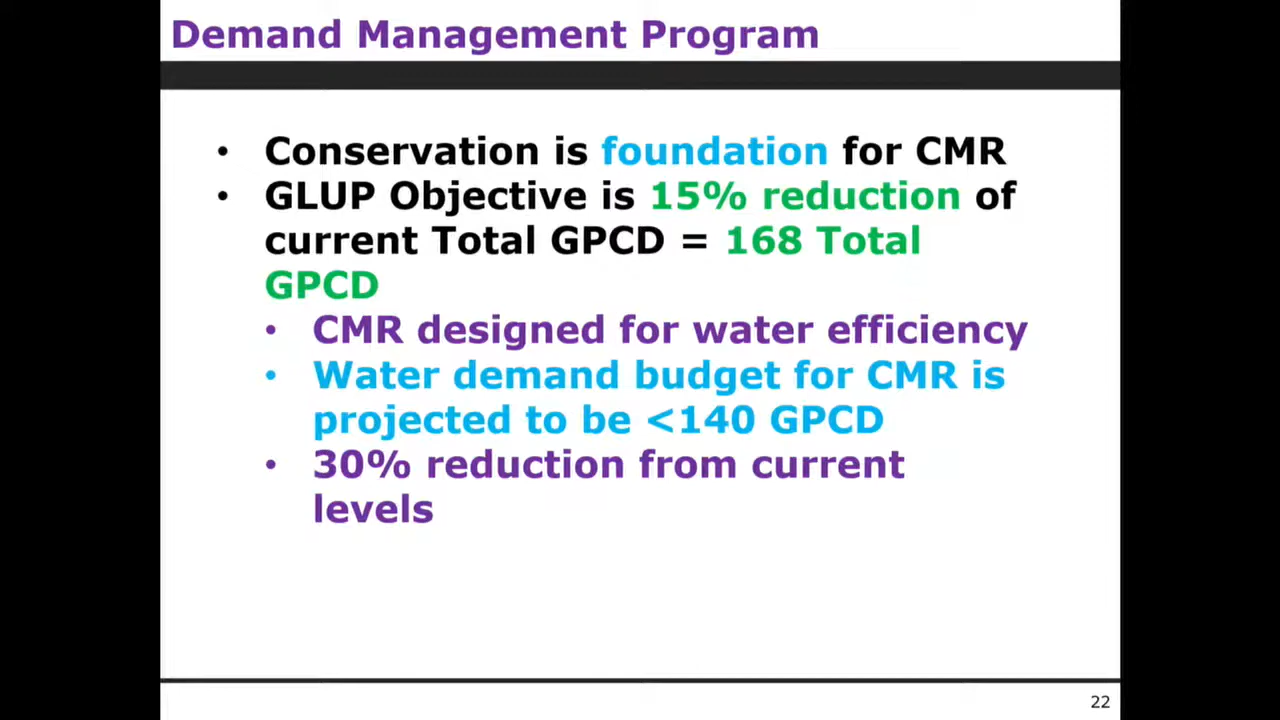 Demand Management Program
• Conservation is foundation for CMR
• GLUP Objective is 15% reduction of
current Total GPCD = 168 Total
GPCD
• CMR designed for water efficiency
• Water demand budget for CMR is
projected to be <140 GPCD
• 30% reduction from current
levels
22